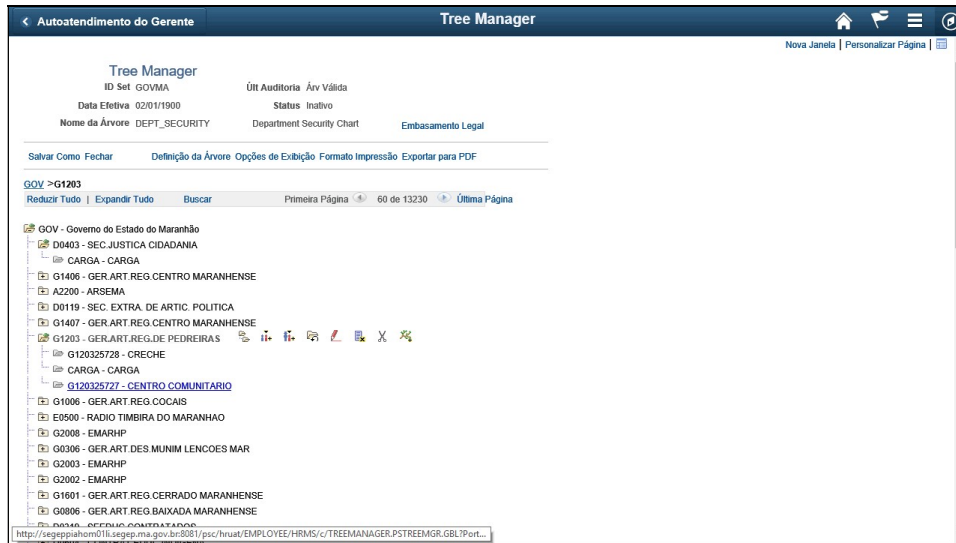 Autoatendimento do Gerente
Tree Manager
Nova Janela | Personalizar Página |
Tree Manager
ID Set GOVMA Últ Auditoria Árv Válida
Data Efetiva 02/01/1900 Status Inativo
Nome da Árvore DEPT_SECURITY Department Security Chart Embasamento Legal
Salvar Como Fechar Definição da Árvore Opções de Exibição Formato Impressão Exportar para PDF
GOV >G1203
Reduzir Tudo | Expandir Tudo Buscar Primeira Página 60 de 13230 Última Página
GOV - Governo do Estado do Maranhão
D0403 - SEC.JUSTICA CIDADANIA
CARGA - CARGA
G1406 - GER.ART.REG.CENTRO MARANHENSE
A2200 - ARSEMA
D0119 - SEC. EXTRA. DE ARTIC. POLITICA
G1407 - GER.ART.REG.CENTRO MARANHENSE
G1203 - GER.ART.REG.DE PEDREIRAS
G120325728 - CRECHE
CARGA - CARGA
G120325727 - CENTRO COMUNITARIO
G1006 - GER.ART.REG.COCAIS
E0500 - RADIO TIMBIRA DO MARANHAO
G2008 - EMARHP
G0306 - GER.ART.DES.MUNIM LENCOES MAR
G2003 - EMARHP
G2002 - EMARHP
G1601 - GER.ART.REG.CERRADO MARANHENSE
G0806 - GER.ART.REG.BAIXADA MARANHENSE
http://segeppiahom01li.segep.ma.gov.br:8081/psc/hruat/EMPLOYEE/HRMS/c/TREEMANAGER.PSTREEMGR.GBL?Port...